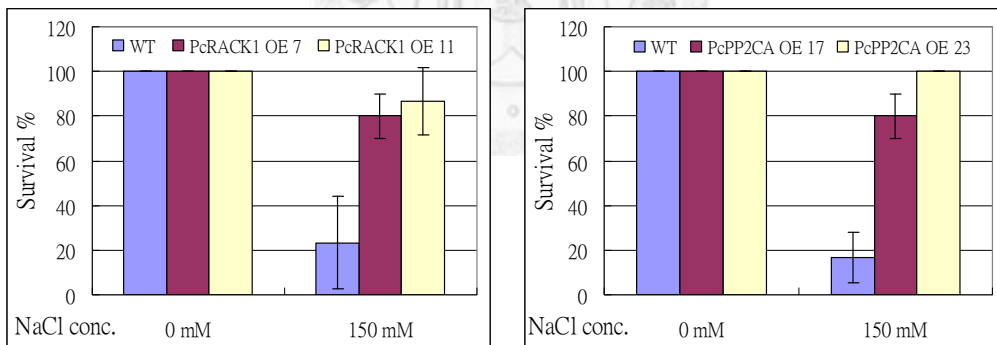 120
100
80
60
40
20
0
Survival %
WT PcRACK1 OE 7 PcRACK1 OE 11
NaCl conc. 0 mM 150 mM
120
100
80
60
40
20
0
Survival %
WT PcPP2CA OE 17 PcPP2CA OE 23
NaCl conc. 0 mM 150 mM